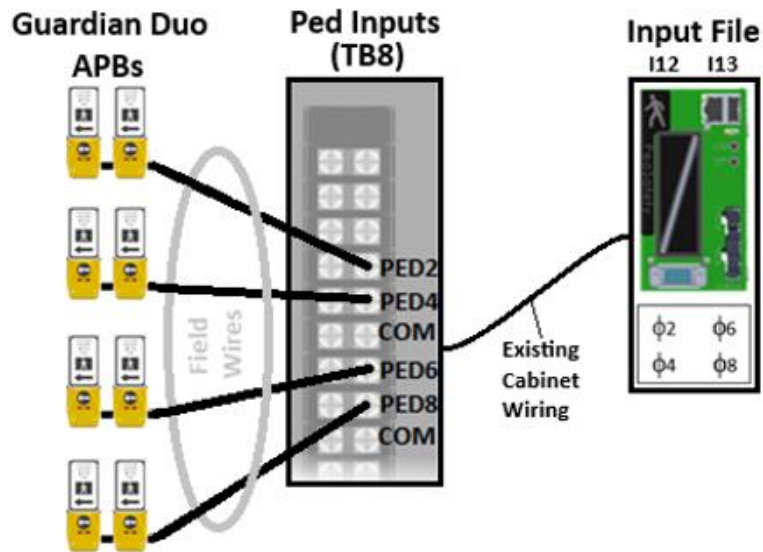 Guardian Duo
APBs
Ped Inputs
(TB8)
Input File
I12 I13
PED2
PED4
COM
PED6
PED8
COM
Field
Wires
Existing
Cabinet
Wiring
ϕ2 ϕ6
ϕ4 ϕ8